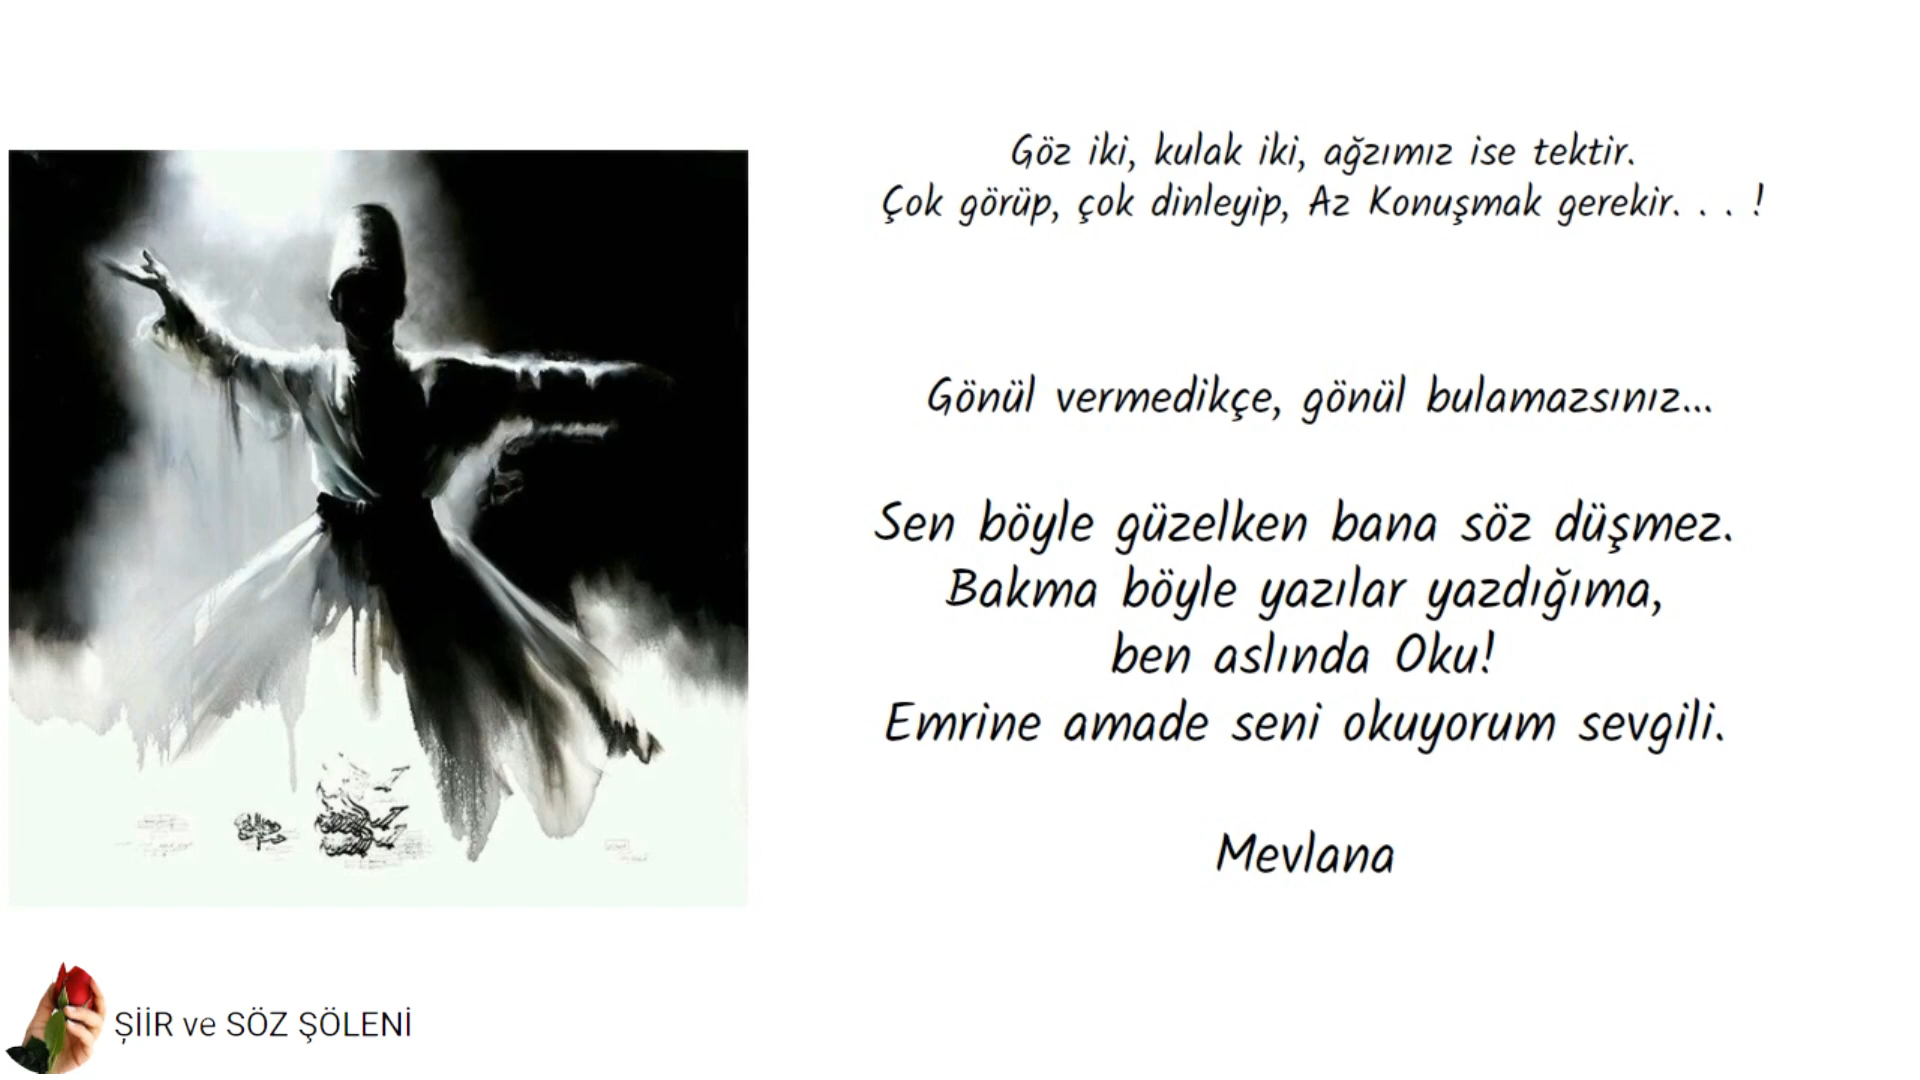 Göz iki, kulak iki, ağzımız ise tektir.
Çok görüp, çok dinleyip, Az Konuşmak gerekir. . . !
Gönül vermedikçe, gönül bulamazsınız...
Sen böyle güzelken bana söz düşmez.
Bakma böyle yazılar yazdığıma,
ben aslında Oku!
Emrine amade seni okuyorum sevgili.
Mevlana
ŞİİR ve SÖZ ŞÖLENİ